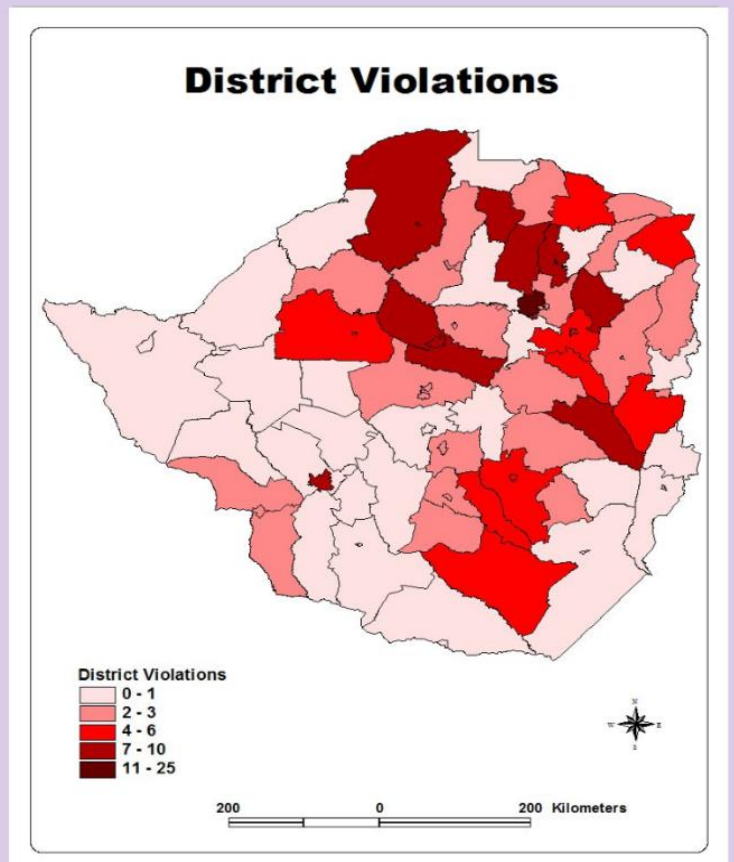 District Violations
District Violations
0 - 1
2 - 3
4 - 6
7 - 10
11 - 25
N
W E
S
200 0 200 Kilometers